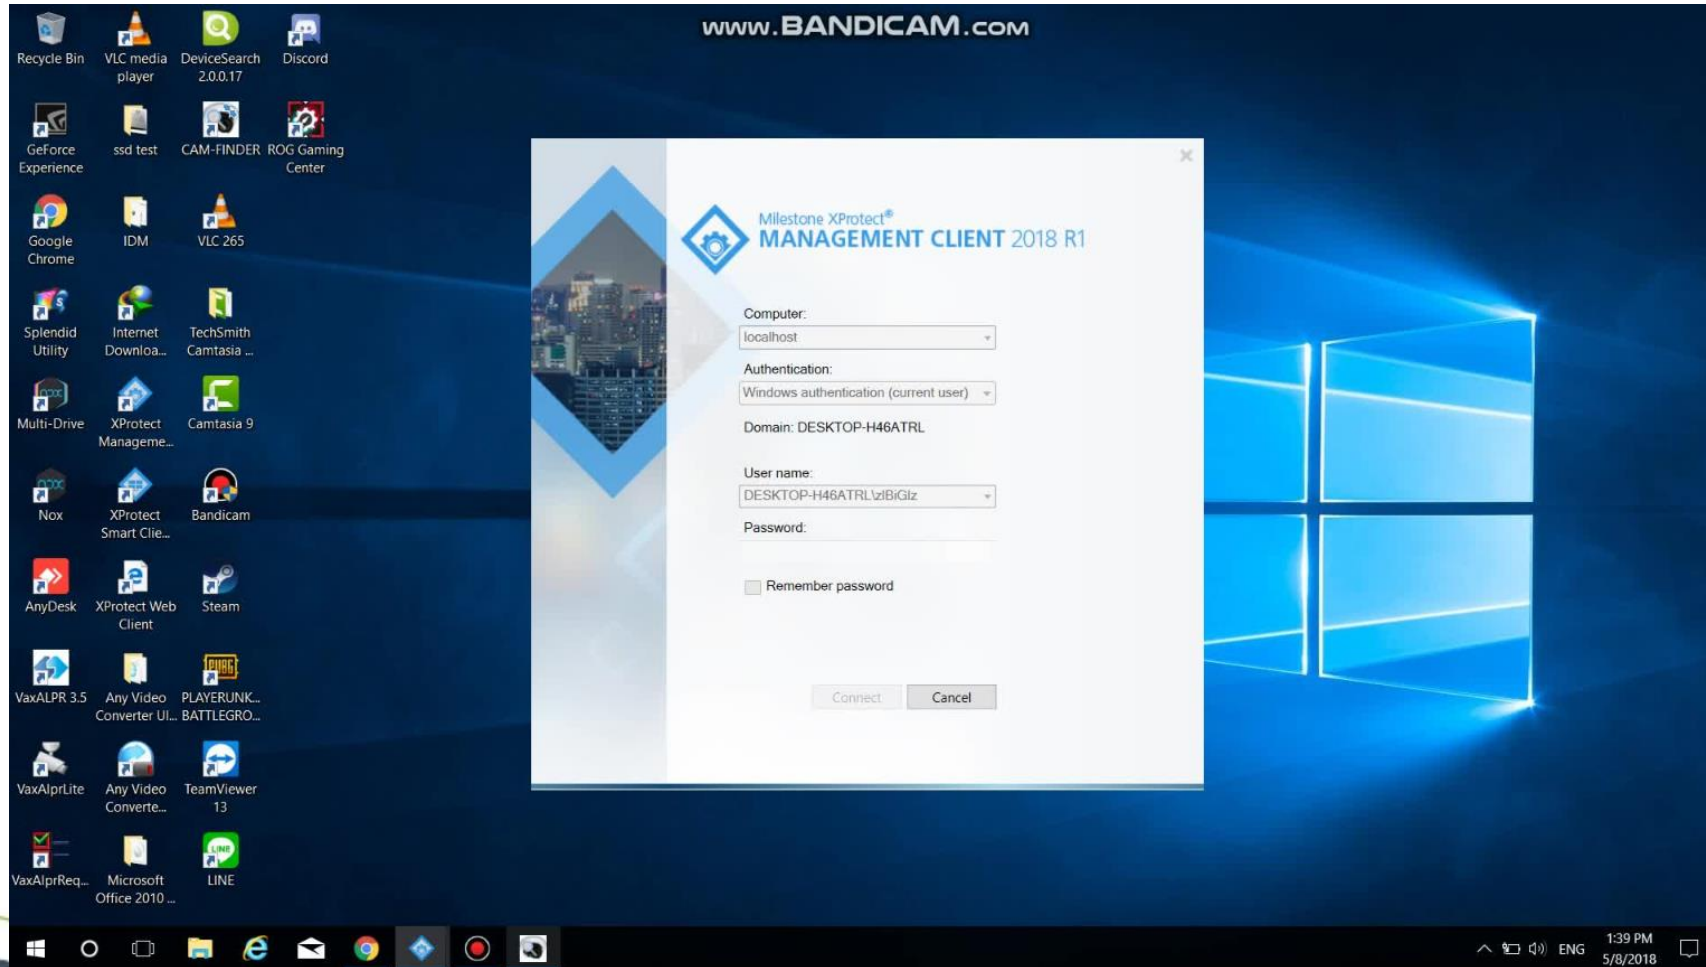 www.BANDICAM.com
Recycle Bin
VLC media
player
DeviceSearch
2.0.0.17
Discord
GeForce
Experience
ssd test
CAM-FINDER
ROG Gaming
Center
Google
Chrome
IDM
VLC 265
Splendid
Utility
Internet
Downloa...
TechSmith
Camtasia ...
Multi-Drive
XProtect
Manageme...
Camtasia 9
Nox
XProtect
Smart Clie...
Bandicam
AnyDesk
XProtect Web
Client
Steam
VaxALPR 3.5
Any Video
Converter Ul...
PUBG
PLAYERUNK...
BATTLEGRO...
VaxAlprLite
Any Video
Converte...
TeamViewer
13
VaxAlprReq...
Microsoft
Office 2010 ...
LINE
LINE
Milestone XProtect®
MANAGEMENT CLIENT 2018 R1
Computer:
localhost
Authentication:
Windows authentication (current user)
Domain: DESKTOP-H46ATRL
User name:
Password:
Remember password
Connect
Cancel
ENG
1:39 PM
5/8/2018